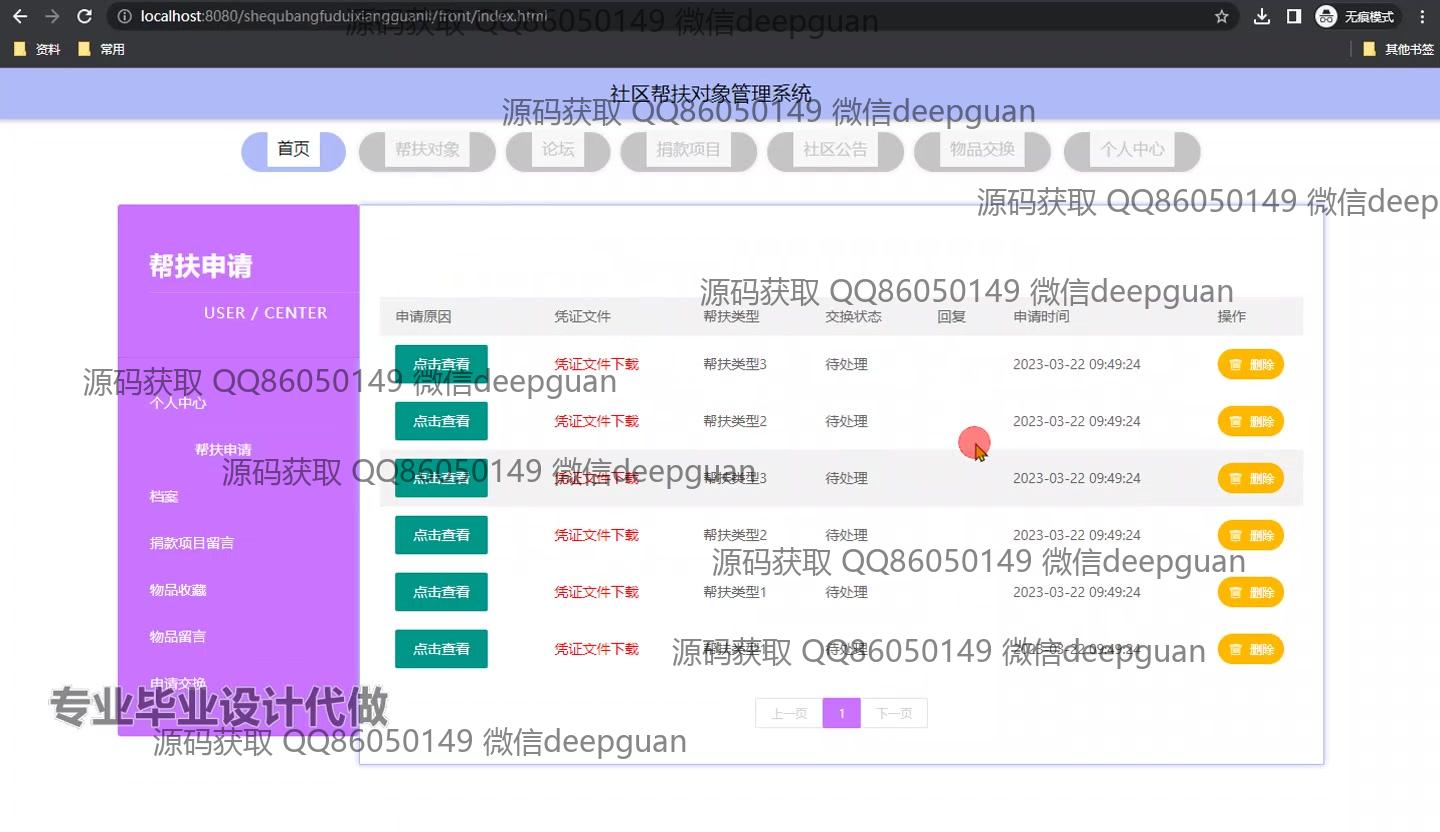 localhost:8080/shequbangfuduixiangguanli/front/index.html
无痕模式
资料
常用
其他书签
源码获取 QQ86050149 微信deepguan
社区帮扶对象管理系统
源码获取 QQ86050149 微信deepguan
首页
帮扶对象
论坛
捐款项目
社区公告
物品交换
个人中心
源码获取 QQ86050149 微信deep
帮扶申请
USER / CENTER
源码获取 QQ86050149 微信deepguan
申请原因 凭证文件 帮扶类型 交换状态 回复 申请时间 操作
点击查看 凭证文件下载 帮扶类型3 待处理 2023-03-22 09:49:24 删除
源码获取 QQ86050149 微信deepguan
个人中心
点击查看 凭证文件下载 帮扶类型2 待处理 2023-03-22 09:49:24 删除
帮扶申请
源码获取 QQ86050149 微信deepguan
点击查看 凭证文件下载 帮扶类型3 待处理 2023-03-22 09:49:24 删除
档案
点击查看 凭证文件下载 帮扶类型2 待处理 2023-03-22 09:49:24 删除
捐款项目留言
源码获取 QQ86050149 微信deepguan
点击查看 凭证文件下载 帮扶类型1 待处理 2023-03-22 09:49:24 删除
物品收藏
物品留言
点击查看 凭证文件下载 帮扶类型1 待处理 2023-03-22 09:49:24 删除
源码获取 QQ86050149 微信deepguan
申请交换
专业毕业设计代做
上一页 1 下一页
源码获取 QQ86050149 微信deepguan